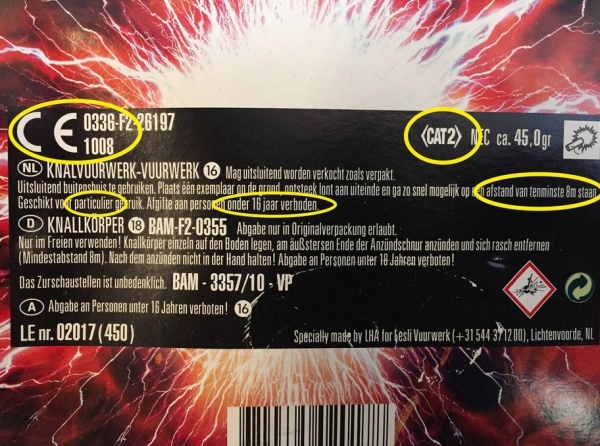 CE 0336-F2-26197
1008
CAT2 NEC ca. 45,0gr
NL KNALVUURWERK-VUURWERK 16 Mag uitsluitend worden verkocht zoals verpakt.
Uitsluitend buitenshuis te gebruiken. Plaats één exemplaar op de grond, ontsteek lont aan uiteinde en ga zo snel mogelijk op een afstand van tenminste 8m staan.
Geschikt voor particulier gebruik. Afgifte aan personen onder 16 jaar verboden.
D KNALLKÖRPER 18 BAM-F2-0355 Abgabe nur in Originalverpackung erlaubt.
Nur im Freien verwenden! Knallkörper einzeln auf den Boden legen, am äußersten Ende der Anzündschnur anzünden und sich rasch entfernen
(Mindestabstand 8m). Nach dem anzünden nicht in der Hand halten! Abgabe an Personen unter 18 Jahren verboten!
Das Zurschaustellen ist unbedenklich. BAM - 3357/10 - VP
A Abgabe an Personen unter 16 Jahren verboten! 16
LE nr. 02017 (450)
Specially made by LHA for Lesli Vuurwerk (+31 544 371200), Lichtenvoorde, NL